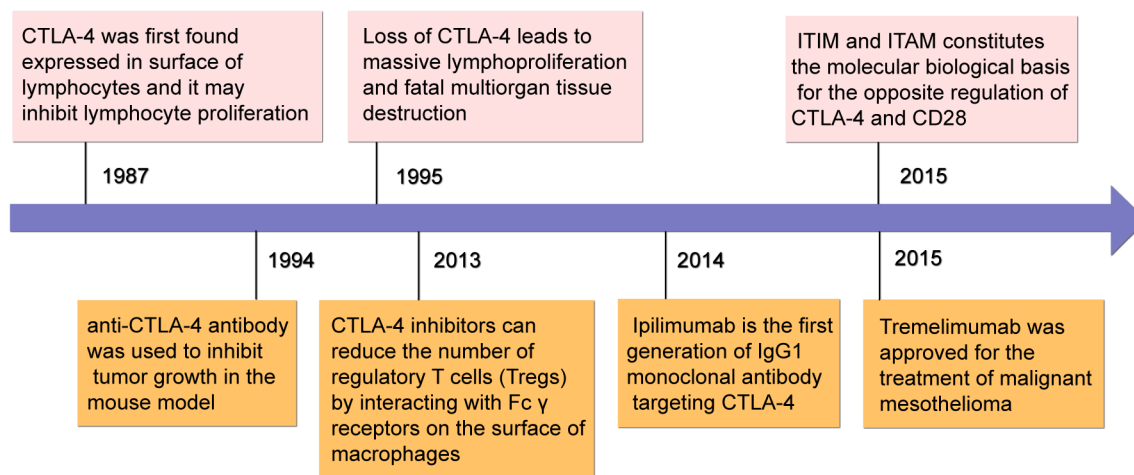 CTLA-4 was first found
expressed in surface of
lymphocytes and it may
inhibit lymphocyte proliferation
1987
Loss of CTLA-4 leads to
massive lymphoproliferation
and fatal multiorgan tissue
destruction
1995
ITIM and ITAM constitutes
the molecular biological basis
for the opposite regulation of
CTLA-4 and CD28
2015
1994
anti-CTLA-4 antibody
was used to inhibit
tumor growth in the
mouse model
2013
CTLA-4 inhibitors can
reduce the number of
regulatory T cells (Tregs)
by interacting with Fc γ
receptors on the surface of
macrophages
2014
Ipilimumab is the first
generation of IgG1
monoclonal antibody
targeting CTLA-4
2015
Tremelimumab was
approved for the
treatment of malignant
mesothelioma